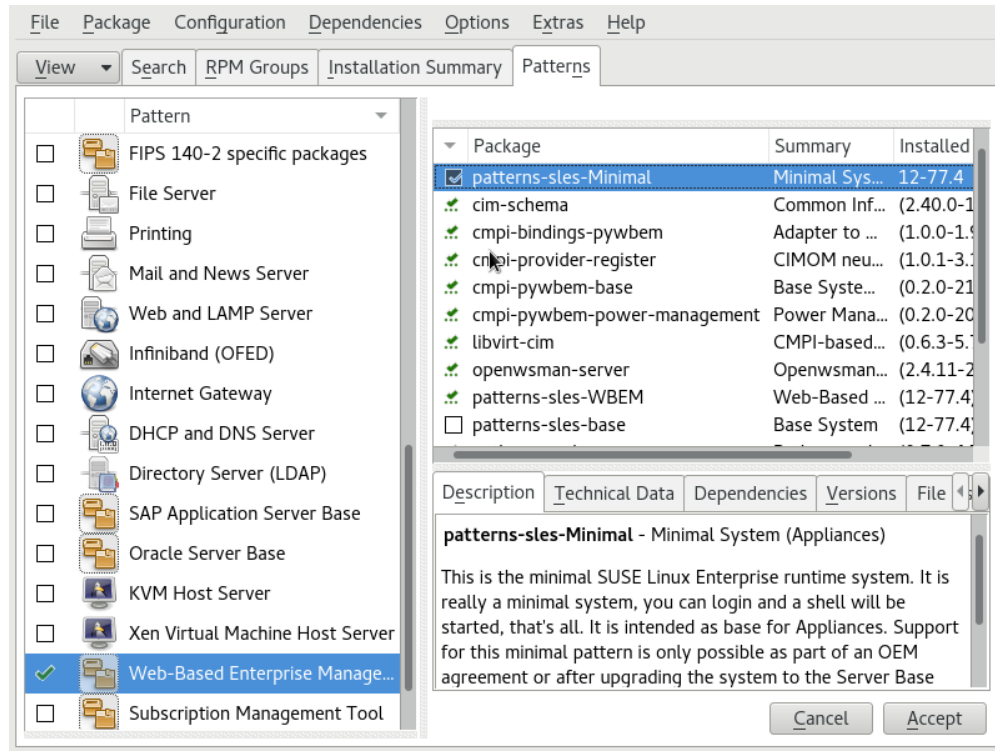 File Package Configuration Dependencies Options Extras Help
View Search RPM Groups Installation Summary Patterns
Pattern
FIPS 140-2 specific packages
File Server
Printing
Mail and News Server
Web and LAMP Server
Infiniband (OFED)
Internet Gateway
DHCP and DNS Server
Directory Server (LDAP)
SAP Application Server Base
Oracle Server Base
KVM Host Server
Xen Virtual Machine Host Server
Web-Based Enterprise Manage...
Subscription Management Tool
Package Summary Installed
patterns-sles-Minimal Minimal Sys... 12-77.4
cim-schema Common Inf... (2.40.0-1
cmpi-bindings-pywbem Adapter to ... (1.0.0-1.9
cmpi-provider-register CIMOM neu... (1.0.1-3.1
cmpi-pywbem-base Base Syste... (0.2.0-21
cmpi-pywbem-power-management Power Mana... (0.2.0-20
libvirt-cim CMPI-based... (0.6.3-5.
openwsman-server Openwsman... (2.4.11-2
patterns-sles-WBEM Web-Based ... (12-77.4)
patterns-sles-base Base System (12-77.4)
Description Technical Data Dependencies Versions File
patterns-sles-Minimal - Minimal System (Appliances)
This is the minimal SUSE Linux Enterprise runtime system. It is
really a minimal system, you can login and a shell will be
started, that's all. It is intended as base for Appliances. Support
for this minimal pattern is only possible as part of an OEM
agreement or after upgrading the system to the Server Base
Cancel Accept